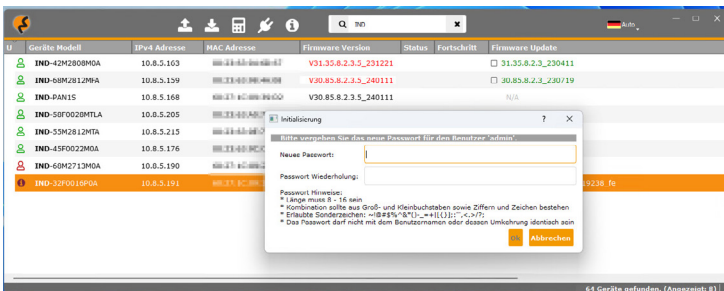 IND
Auto
U Geräte Modell IPv4 Adresse MAC Adresse Firmware Version Status Fortschritt Firmware Update
IND-42M2808M0A 10.8.5.163 V31.35.8.2.3.5_231221 31.35.8.2.3_230411
IND-68M2812MFA 10.8.5.159 V30.85.8.2.3.5_240111 30.85.8.2.3_230719
IND-PAN1S 10.8.5.168 V30.85.8.2.3.5_240111 N/A
IND-58F0028MTLA 10.8.5.205
IND-55M2812MTA 10.8.5.215
IND-45F0022M0A 10.8.5.176
IND-60M2713M0A 10.8.5.190
IND-32F0016P0A 10.8.5.191 19238_fe
Initialisierung
Bitte vergeben Sie das neue Passwort für den Benutzer 'admin'.
Neues Passwort:
Passwort Wiederholung:
Passwort Hinweise:
* Länge muss 8 - 16 sein
* Kombination sollte aus Groß- und Kleinbuchstaben sowie Ziffern und Zeichen bestehen
* Erlaubte Sonderzeichen: ~!@#$%^&*()-_=+[{}];:'",<.>/?;
* Das Passwort darf nicht mit dem Benutzernamen oder dessen Umkehrung identisch sein
Ok Abbrechen
64 Geräte gefunden. (Angezeigt: 8)